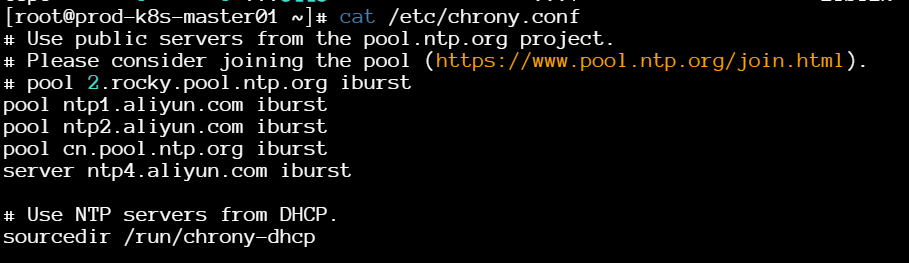 [root@prod-k8s-master01 ~]# cat /etc/chrony.conf
# Use public servers from the pool.ntp.org project.
# Please consider joining the pool (https://www.pool.ntp.org/join.html).
# pool 2.rocky.pool.ntp.org iburst
pool ntp1.aliyun.com iburst
pool ntp2.aliyun.com iburst
pool cn.pool.ntp.org iburst
server ntp4.aliyun.com iburst

# Use NTP servers from DHCP.
sourcedir /run/chrony-dhcp